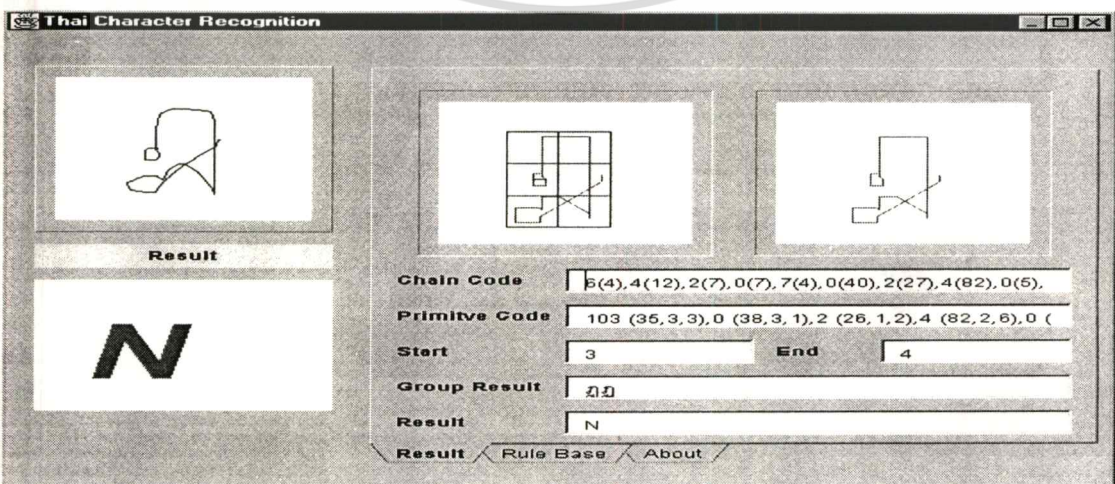 Thai Character Recognition
Result
N
Chain Code 6(4),4(12),2(7),0(7),7(4),0(40),2(27),4(82),0(5),
Primitve Code 103 (35,3,3),0 (38,3,1),2 (26,1,2),4 (82,2,6),0 (
Start 3 End 4
Group Result
Result N
Result Rule Base About